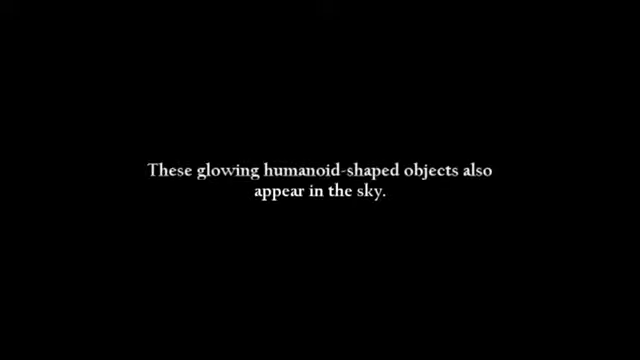 These glowing humanoid-shaped objects also
appear in the sky.